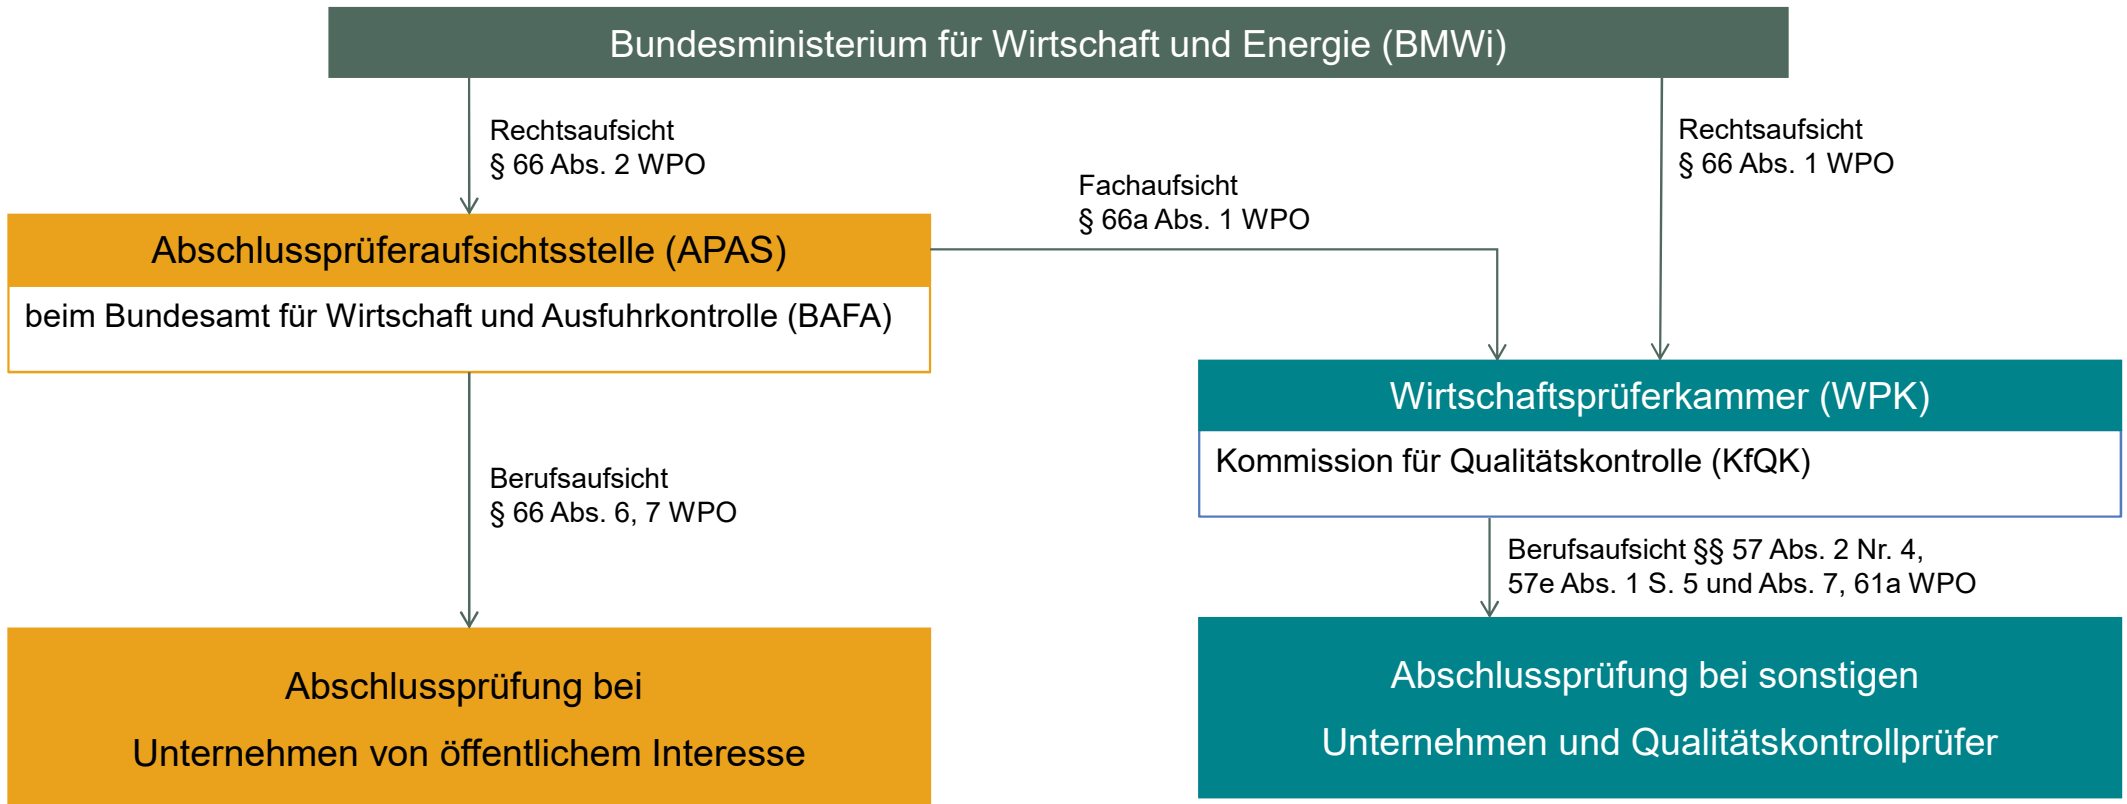 Bundesministerium für Wirtschaft und Energie (BMWi)
Rechtsaufsicht
§ 66 Abs. 2 WPO
Rechtsaufsicht
§ 66 Abs. 1 WPO
Fachaufsicht
§ 66a Abs. 1 WPO
Abschlussprüferaufsichtsstelle (APAS)
beim Bundesamt für Wirtschaft und Ausfuhrkontrolle (BAFA)
Wirtschaftsprüferkammer (WPK)
Kommission für Qualitätskontrolle (KfQK)
Berufsaufsicht
§ 66 Abs. 6, 7 WPO
Berufsaufsicht §§ 57 Abs. 2 Nr. 4,
57e Abs. 1 S. 5 und Abs. 7, 61a WPO
Abschlussprüfung bei
Unternehmen von öffentlichem Interesse
Abschlussprüfung bei sonstigen
Unternehmen und Qualitätskontrollprüfer